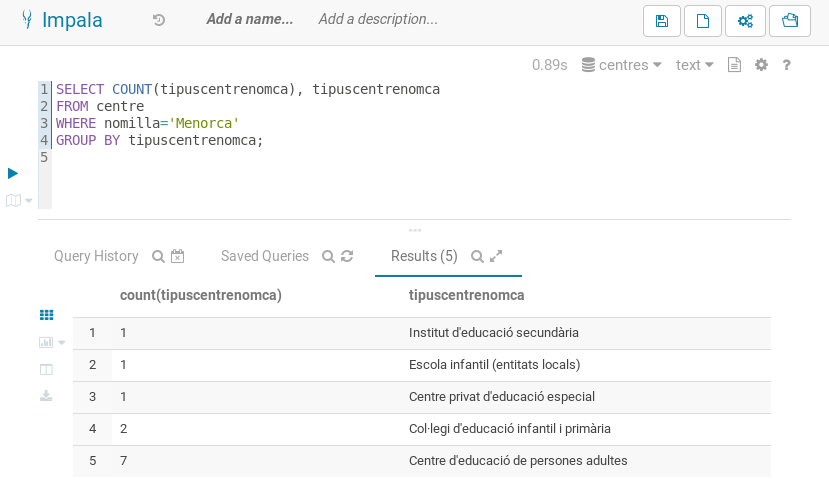 Impala Add a name... Add a description...
0.89s centres text ?
1 SELECT COUNT(tipuscentrenomca), tipuscentrenomca
2 FROM centre
3 WHERE nomilla='Menorca'
4 GROUP BY tipuscentrenomca;
5
Query History Saved Queries Results (5)
count(tipuscentrenomca) tipuscentrenomca
1 1 Institut d'educació secundària
2 1 Escola infantil (entitats locals)
3 1 Centre privat d'educació especial
4 2 Col·legi d'educació infantil i primària
5 7 Centre d'educació de persones adultes